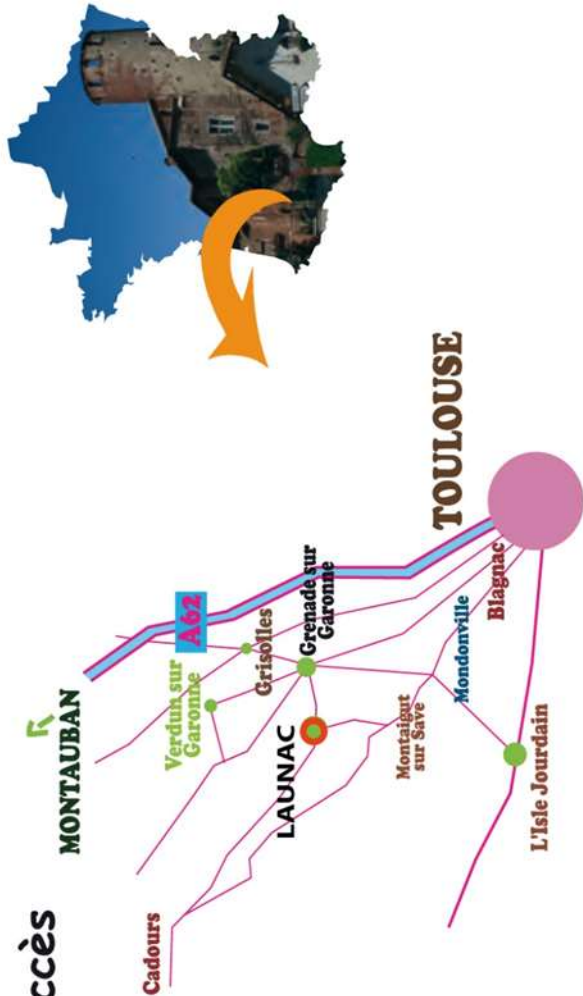 ccès
MONTAUBAN
A62
Verdun sur
Garonne
Grisolles
Grenade sur
Garonne
Cadours
LAUNAC
Montaigut
sur Save
Mondonville
Blagnac
TOULOUSE
L'Isle Jourdain